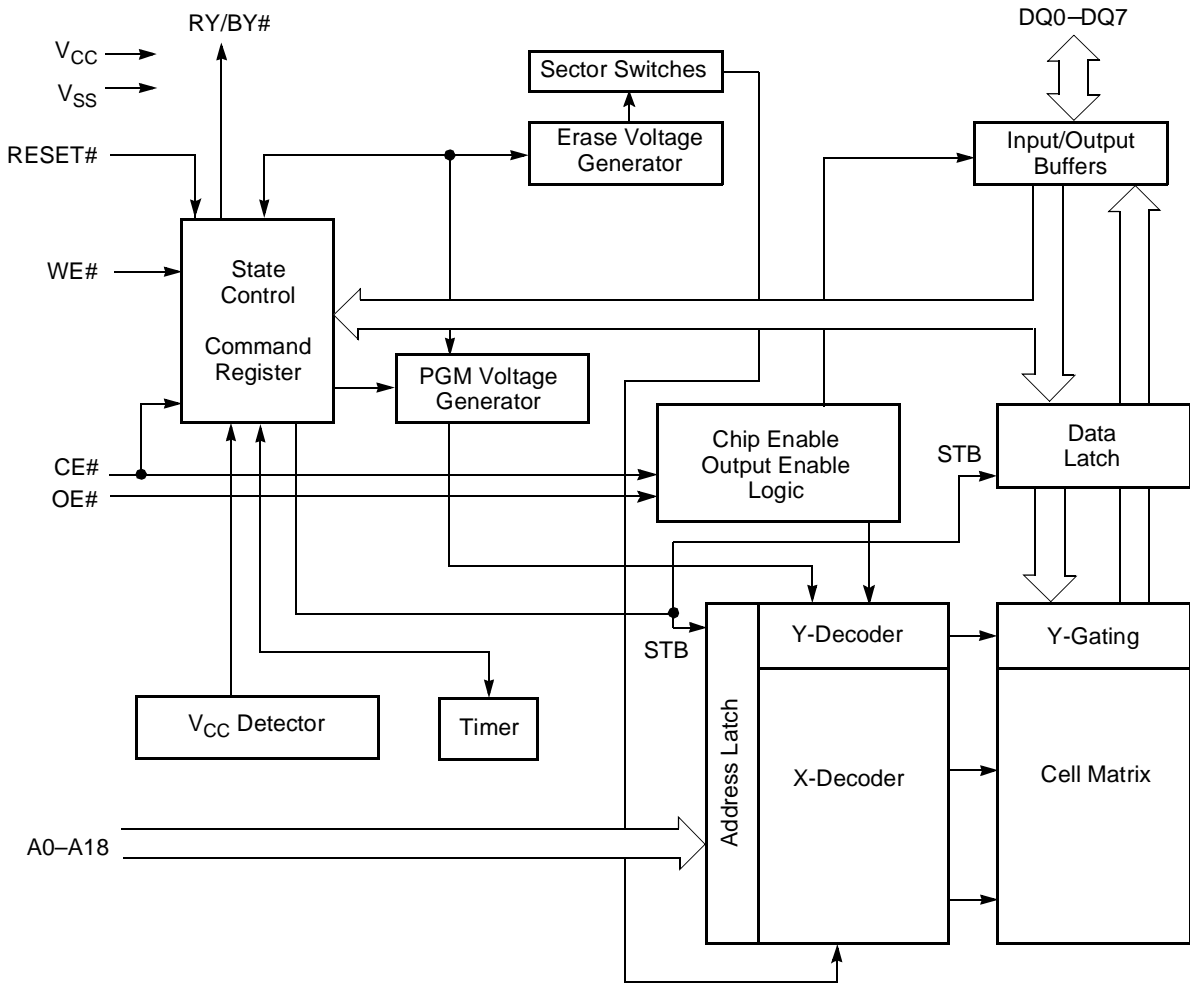 RY/BY#
DQ0–DQ7
VCC
VSS
Sector Switches
Erase Voltage
Generator
Input/Output
Buffers
RESET#
WE#
State
Control
Command
Register
PGM Voltage
Generator
Chip Enable
Output Enable
Logic
STB
Data
Latch
CE#
OE#
STB
Y-Decoder
Y-Gating
VCC Detector
Timer
Address Latch
X-Decoder
Cell Matrix
A0–A18